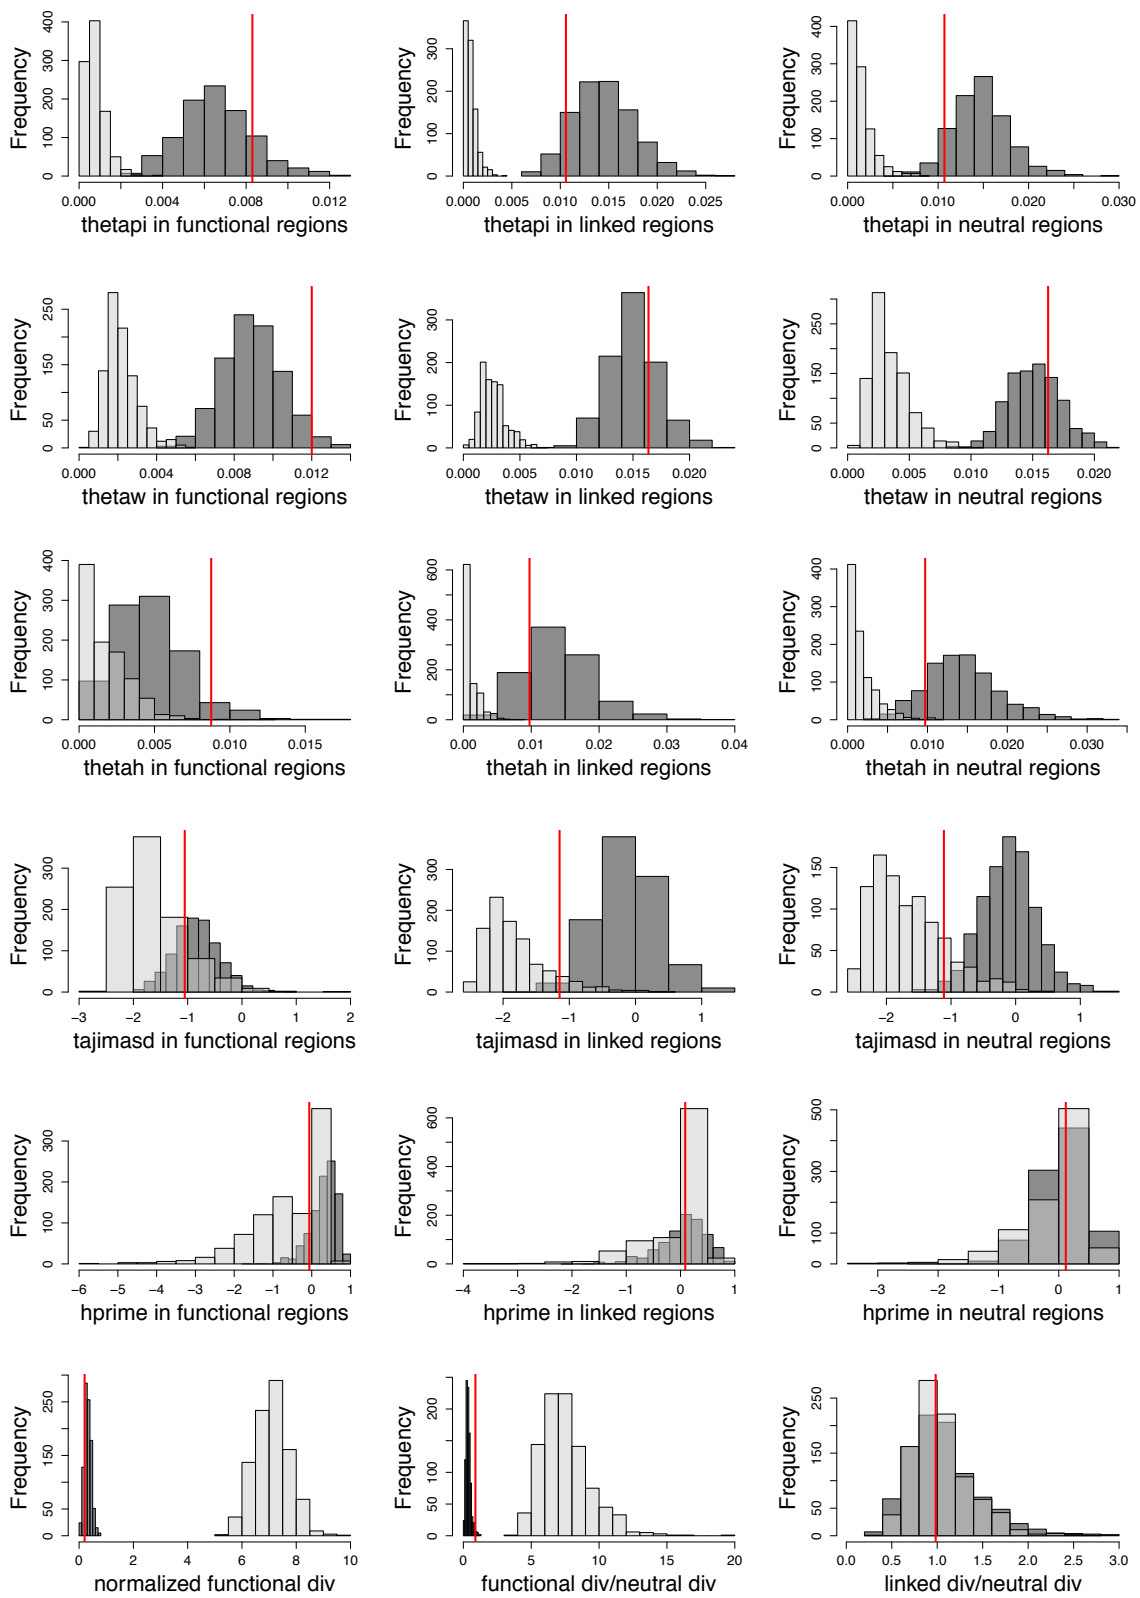 Frequency
0 100 200 300 400
0.000 0.004 0.008 0.012
thetapi in functional regions
Frequency
0 100 200 300
0.000 0.005 0.010 0.015 0.020 0.025
thetapi in linked regions
Frequency
0 100 200 300 400
0.000 0.010 0.020 0.030
thetapi in neutral regions
Frequency
0 50 150 250
0.000 0.004 0.008 0.012
thetaw in functional regions
Frequency
0 100 200 300
0.000 0.005 0.010 0.015 0.020
thetaw in linked regions
Frequency
0 50 150 250
0.000 0.005 0.010 0.015 0.020
thetaw in neutral regions
Frequency
0 100 200 300 400
0.000 0.005 0.010 0.015
thetah in functional regions
Frequency
0 200 400 600
0.00 0.01 0.02 0.03 0.04
thetah in linked regions
Frequency
0 100 200 300 400
0.000 0.010 0.020 0.030
thetah in neutral regions
Frequency
0 100 200 300
−3 −2 −1 0 1 2
tajimasd in functional regions
Frequency
0 100 200 300
−2 −1 0 1
tajimasd in linked regions
Frequency
0 50 100 150
−2 −1 0 1
tajimasd in neutral regions
Frequency
0 100 200 300
−6 −5 −4 −3 −2 −1 0 1
hprime in functional regions
Frequency
0 200 400 600
−4 −3 −2 −1 0 1
hprime in linked regions
Frequency
0 100 300 500
−3 −2 −1 0 1
hprime in neutral regions
Frequency
0 50 150 250
0 2 4 6 8 10
normalized functional div
Frequency
0 50 100 200
0 5 10 15 20
functional div/neutral div
Frequency
0 50 150 250
0.0 0.5 1.0 1.5 2.0 2.5 3.0
linked div/neutral div